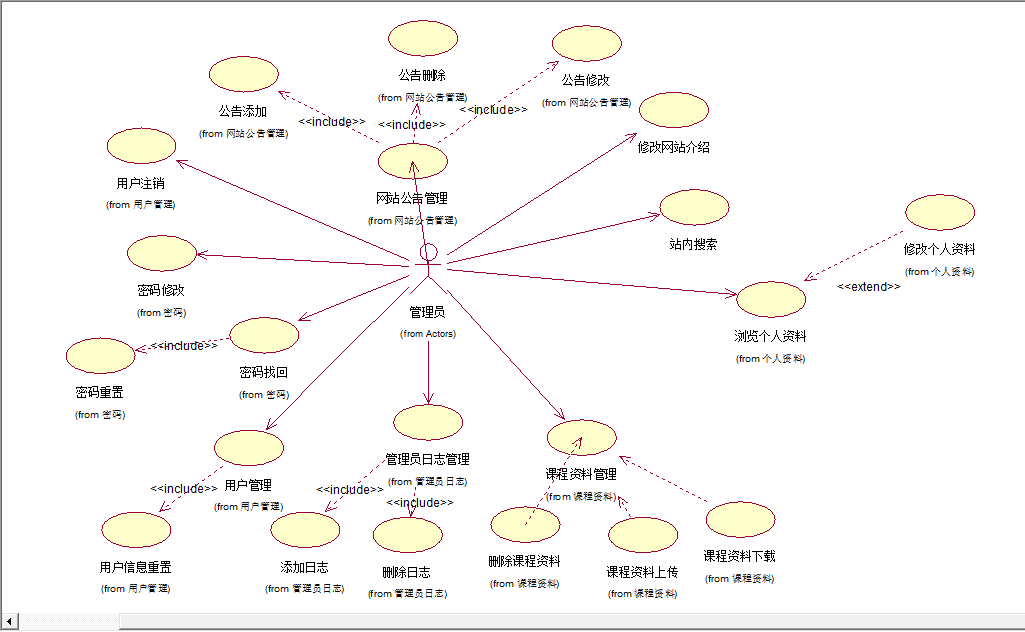 公告删除
(from 网站公告管理)
公告修改
(from 网站公告管理)
公告添加
(from 网站公告管理)
<<include>>
<<include>>
<<include>>
修改网站介绍
用户注销
(from 用户管理)
网站公告管理
(from 网站公告管理)
站内搜索
修改个人资料
(from 个人资料)
<<extend>>
密码修改
(from 密码)
管理员
(from Actors)
浏览个人资料
(from 个人资料)
<<include>>
密码找回
(from 密码)
密码重置
(from 密码)
管理员日志管理
(from 管理员日志)
课程资料管理
(from 课程资料)
用户管理
(from 用户管理)
<<include>>
<<include>>
<<include>>
用户信息重置
(from 用户管理)
添加日志
(from 管理员日志)
删除日志
(from 管理员日志)
删除课程资料
(from 课程资料)
课程资料上传
(from 课程资料)
课程资料下载
(from 课程资料)